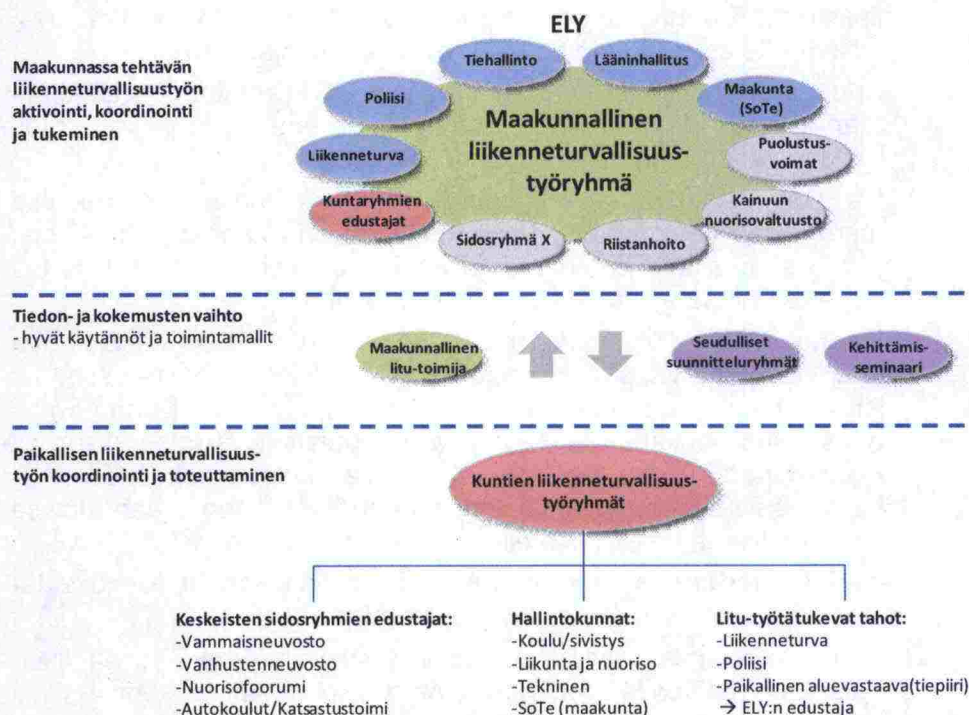 ELY
Maakunnassa tehtävän
liikenneturvallisuustyön
aktivointi, koordinointi
ja tukeminen
Tiehallinto
Lääninhallitus
Poliisi
Maakunta
(SoTe)
Maakunnallinen
liikenneturvallisuus-
työryhmä
Liikenneturva
Puolustus-
voimat
Kuntaryhmien
edustajat
Kainuun
nuorisovaltuusto
Sidosryhmä X
Riistanhoito
Tiedon- ja kokemusten vaihto
- hyvät käytännöt ja toimintamallit
Maakunnallinen
litu-toimija
Seudulliset
suunnitteluryhmät
Kehittämis-
seminaari
Paikallisen liikenneturvallisuus-
työn koordinointi ja toteuttaminen
Kuntien liikenneturvallisuus-
työryhmät
Keskeisten sidosryhmien edustajat:
-Vammaisneuvosto
-Vanhustenneuvosto
-Nuorisofoorumi
-Autokoulut/Katsastustoimi
Hallintokunnat:
-Koulu/sivistys
-Liikunta ja nuoriso
-Tekninen
-SoTe (maakunta)
Litu-työtä tukevat tahot:
-Liikenneturva
-Poliisi
-Paikallinen aluevastaava(tiepiiri)
→ ELY:n edustaja